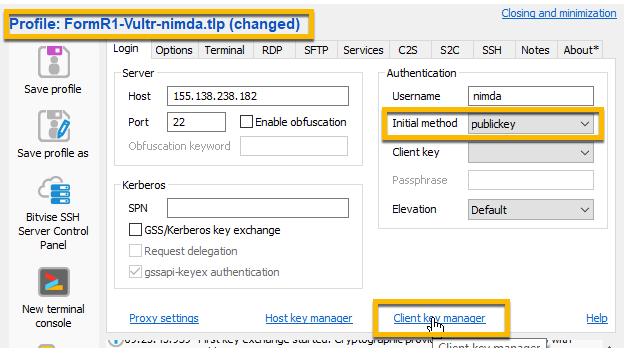 Closing and minimization
Profile: FormR1-Vultr-nimda.tlp (changed)
Save profile
Save profile as
Bitvise SSH
Server Control
Panel
New terminal
console
Login Options Terminal RDP SFTP Services C2S S2C SSH Notes About*
Server
Host 155.138.238.182
Port 22 Enable obfuscation
Obfuscation keyword
Kerberos
SPN
GSS/Kerberos key exchange
Request delegation
gssapi-keyex authentication
Authentication
Username nimda
Initial method publickey
Client key
Passphrase
Elevation Default
Proxy settings Host key manager Client key manager Help
First key exchange started. Cryptographic provi with
Client key manager